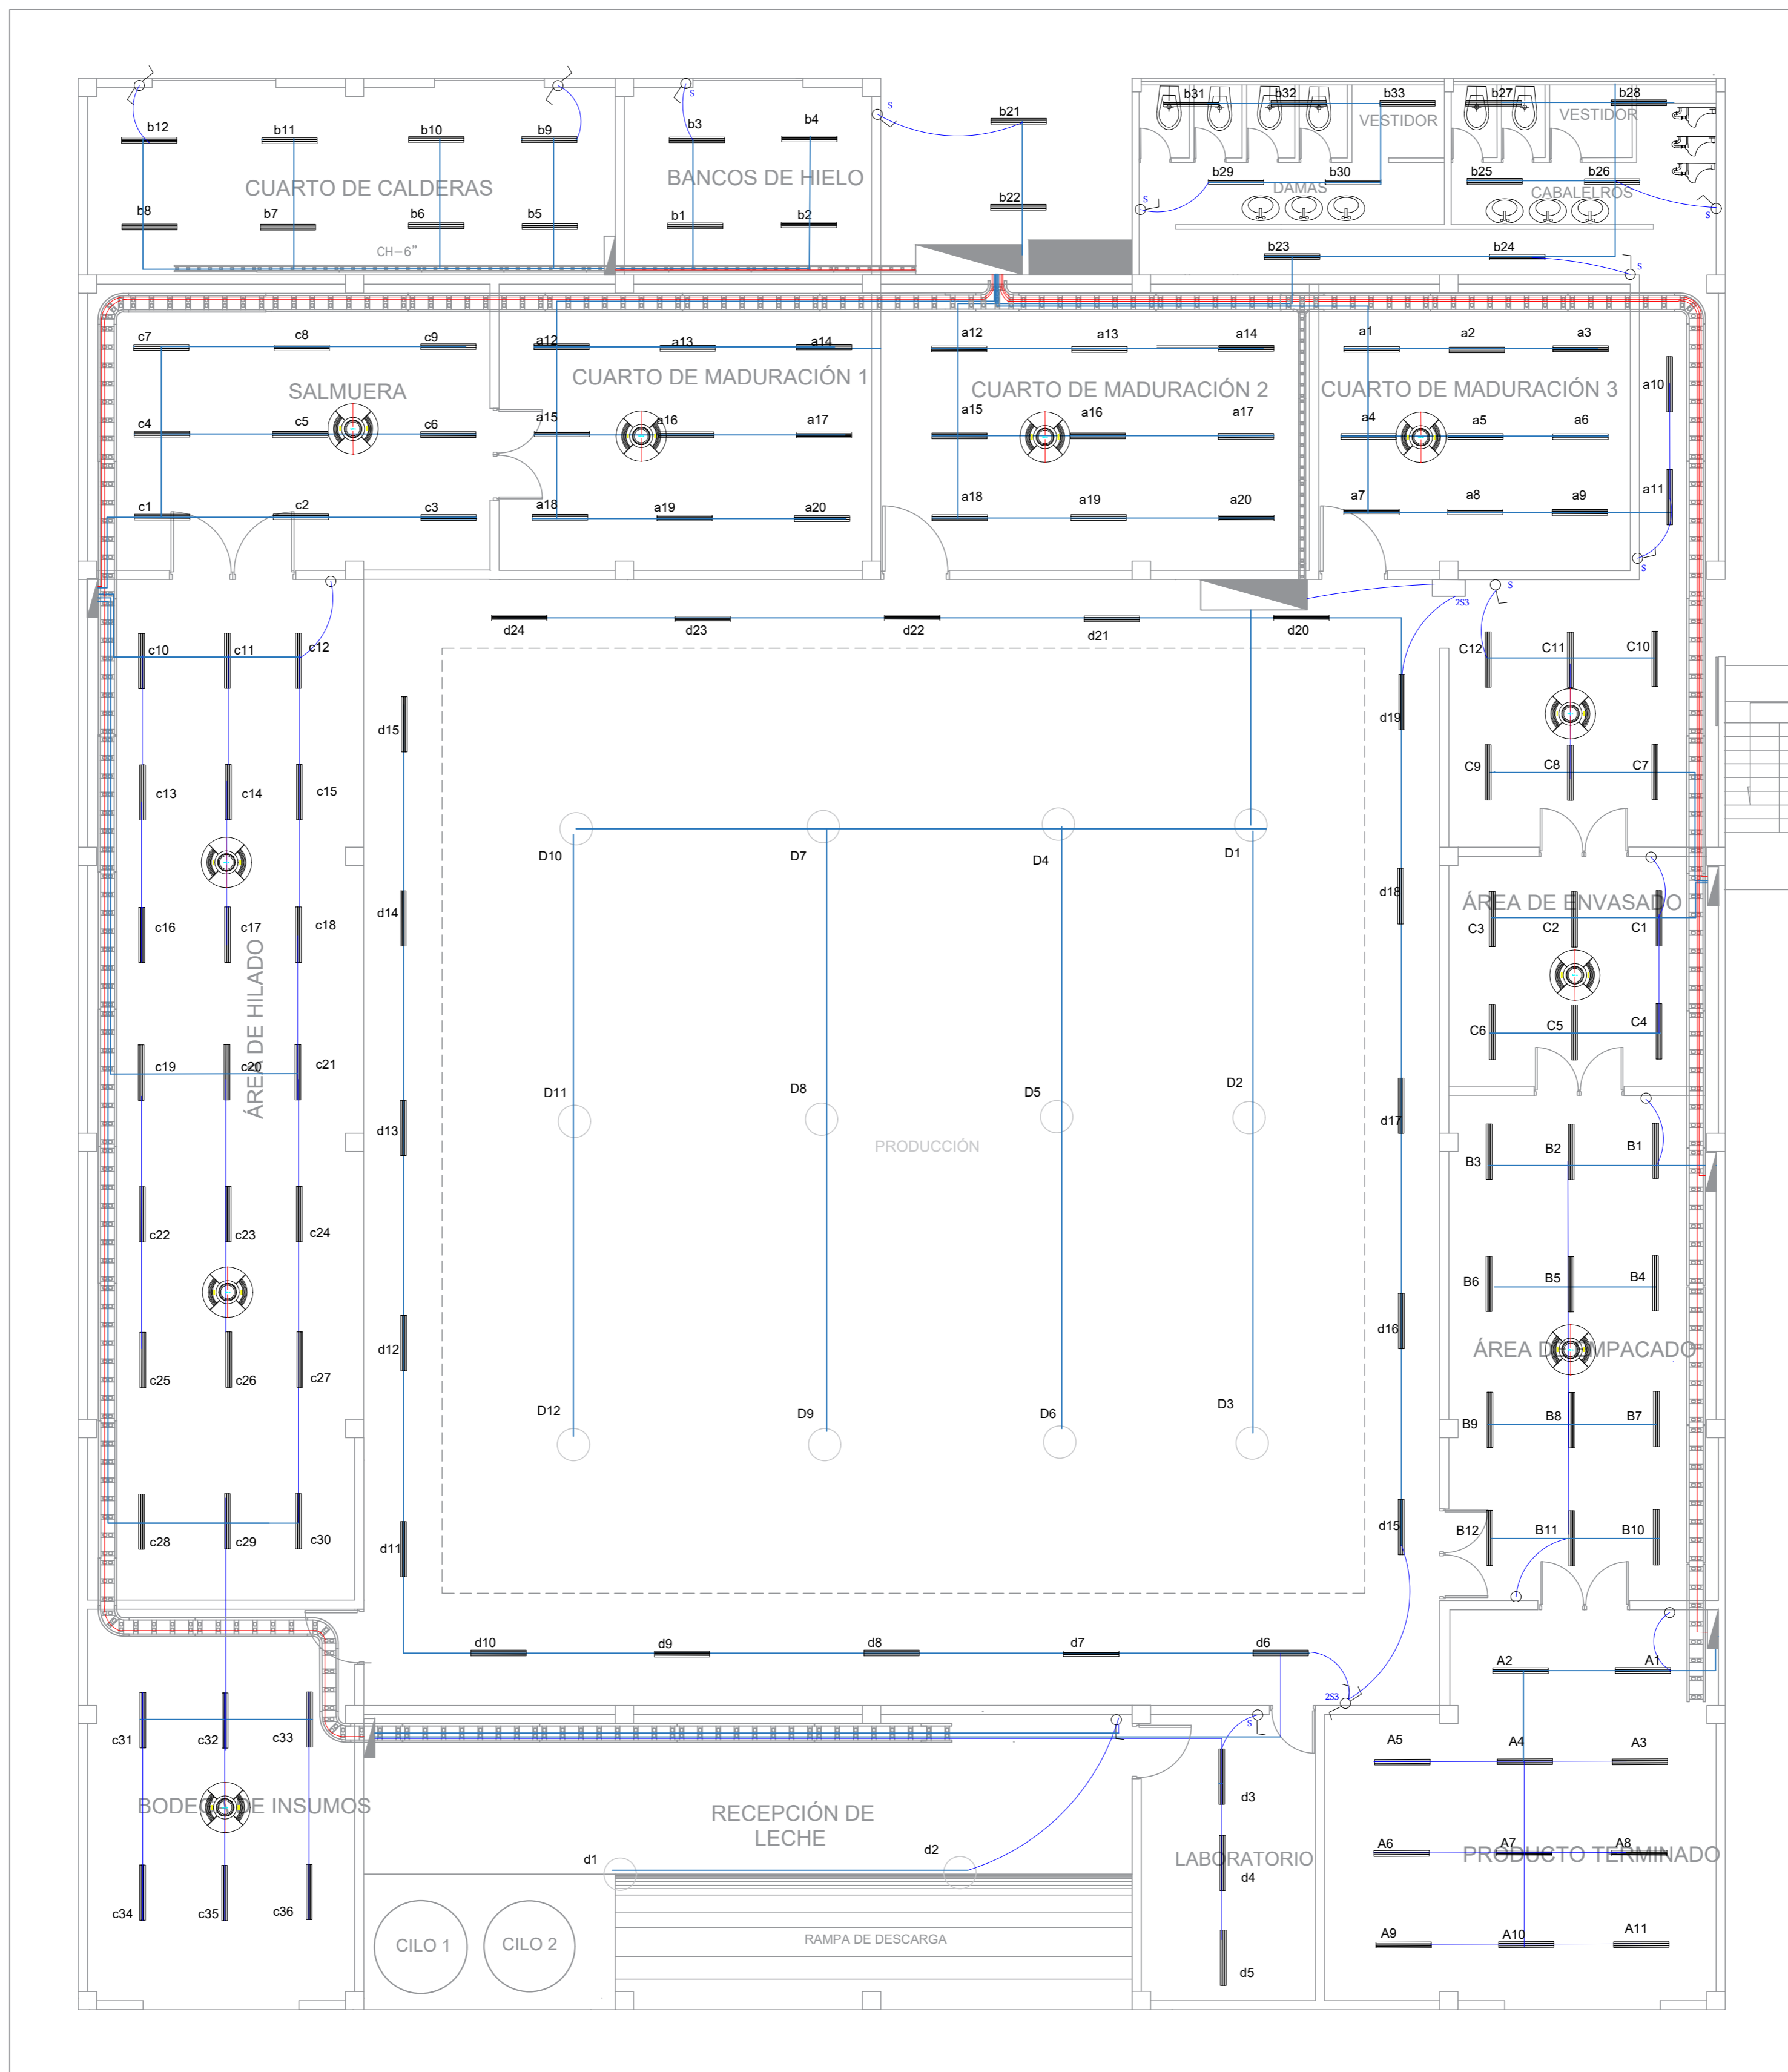 b31
b32
b33
b27
b28
VESTIDOR
VESTIDOR
S
S
b21
b12
b11
b10
b9
b3
b4
CUARTO DE CALDERAS
BANCOS DE HIELO
b29
b30
b25
b26
DAMAS
CABALELROS
S
S
b8
b7
b6
b5
b1
b2
b22
CH-6"
b23
b24
S
c7
c8
c9
a12
a13
a14
a12
a13
a14
a1
a2
a3
SALMUERA
CUARTO DE MADURACIÓN 1
CUARTO DE MADURACIÓN 2
CUARTO DE MADURACIÓN 3
a10
c4
c5
c6
a15
a16
a17
a15
a16
a17
a4
a5
a6
c1
c2
c3
a18
a19
a20
a18
a19
a20
a7
a8
a9
a11
S
2S3
d24
d23
d22
d21
d20
c10
c11
c12
C12
C11
C10
d15
d19
c13
c14
c15
C9
C8
C7
D10
D7
D4
D1
d14
d18
ÁREA DE ENVASADO
c16
c17
c18
C3
C2
C1
ÁREA DE HILADO
C6
C5
C4
c19
c20
c21
D11
D8
D5
D2
d13
d17
PRODUCCIÓN
B3
B2
B1
c22
c23
c24
B6
B5
B4
d12
d16
ÁREA DE EMPACADO
c25
c26
c27
D12
D9
D6
D3
B9
B8
B7
c28
c29
c30
d11
d15
B12
B11
B10
d10
d9
d8
d7
d6
A2
A1
2S3
S
c31
c32
c33
A5
A4
A3
d3
BODEGA DE INSUMOS
RECEPCIÓN DE
LECHE
d1
d2
LABORATORIO
d4
A6
A7
A8
PRODUCTO TERMINADO
c34
c35
c36
CILO 1
CILO 2
RAMPA DE DESCARGA
d5
A9
A10
A11